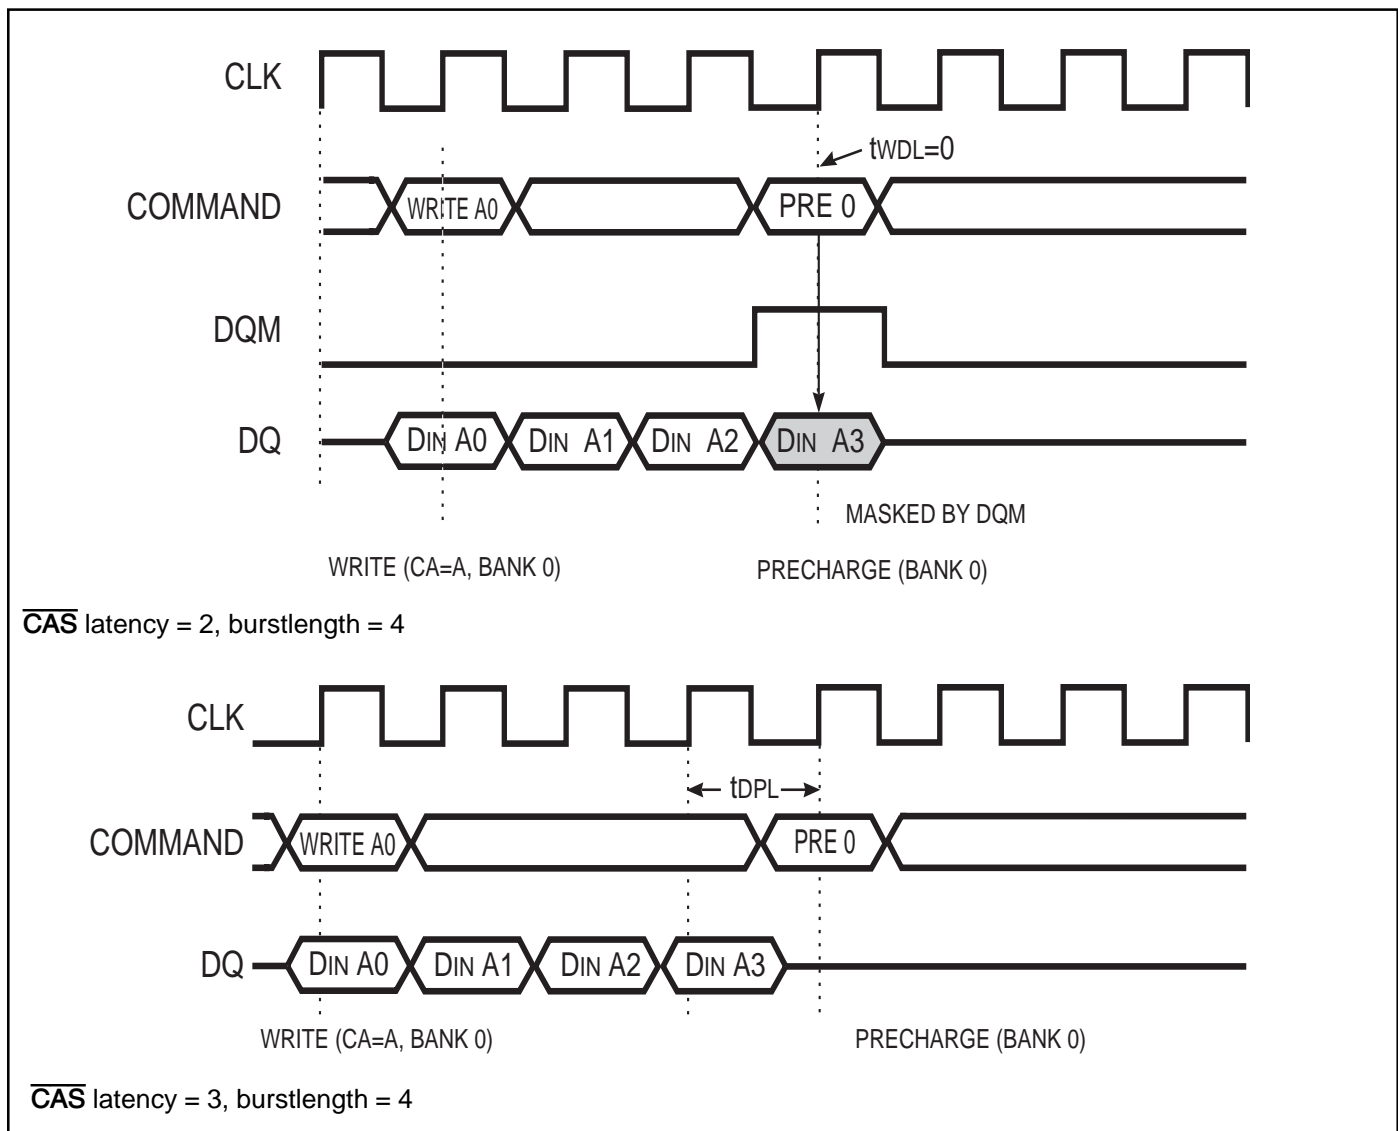 CLK
tWDL=0
COMMAND WRITE A0 PRE 0
DQM
DQ DIN A0 DIN A1 DIN A2 DIN A3
MASKED BY DQM
WRITE (CA=A, BANK 0) PRECHARGE (BANK 0)
CAS latency = 2, burstlength = 4
CLK
tDPL
COMMAND WRITE A0 PRE 0
DQ DIN A0 DIN A1 DIN A2 DIN A3
WRITE (CA=A, BANK 0) PRECHARGE (BANK 0)
CAS latency = 3, burstlength = 4